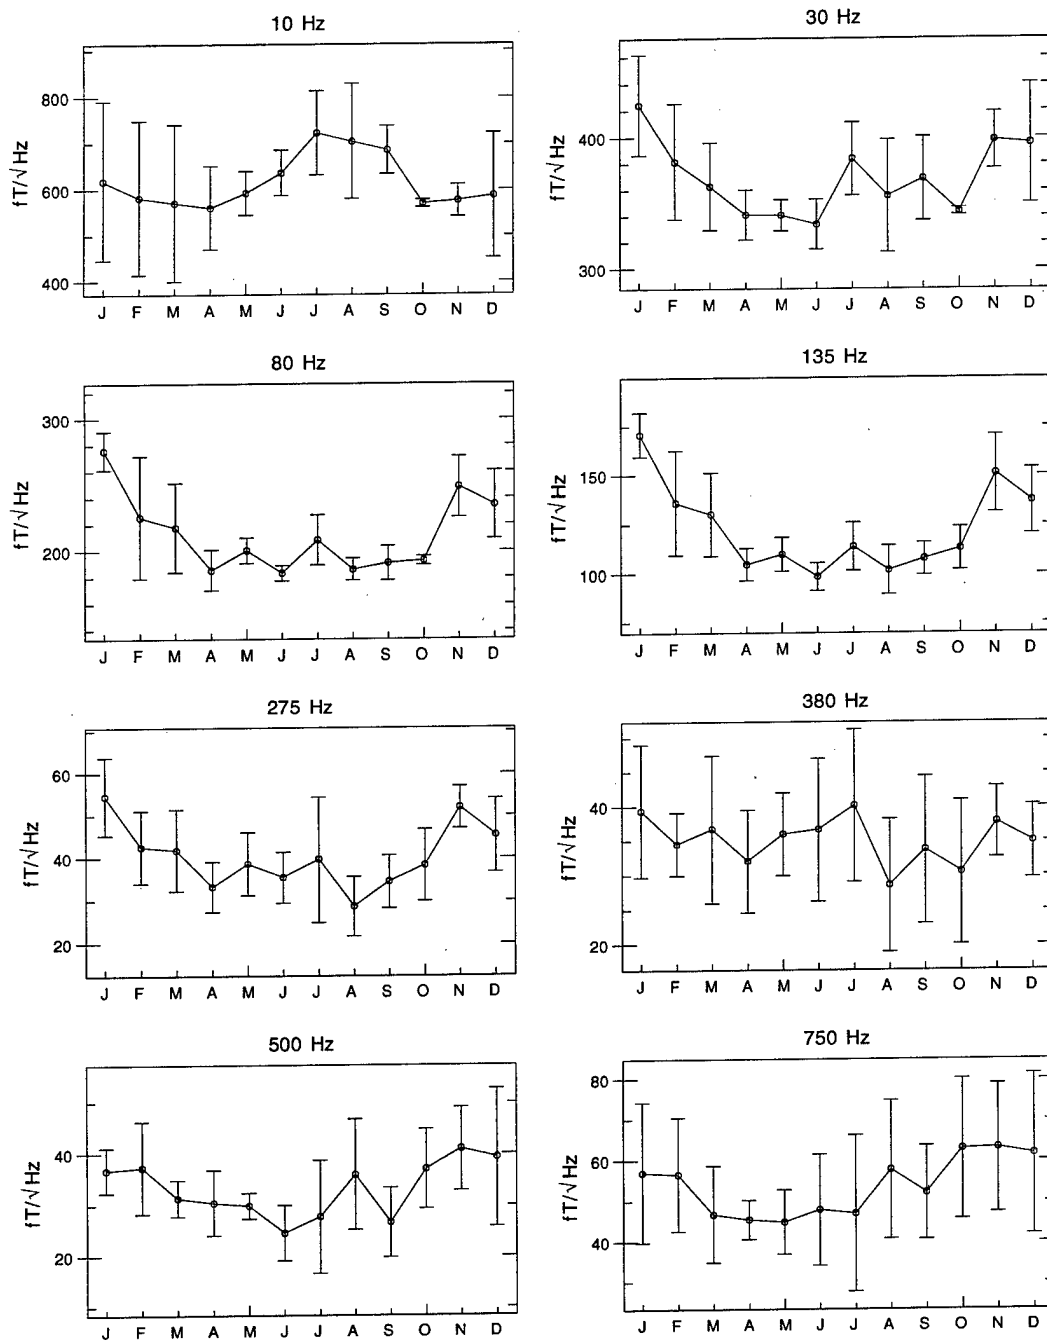 10 Hz
30 Hz
fT/√Hz
800
600
400
J F M A M J J A S O N D
fT/√Hz
400
300
J F M A M J J A S O N D
80 Hz
135 Hz
fT/√Hz
300
200
J F M A M J J A S O N D
fT/√Hz
150
100
J F M A M J J A S O N D
275 Hz
380 Hz
fT/√Hz
60
40
20
J F M A M J J A S O N D
fT/√Hz
40
20
J F M A M J J A S O N D
500 Hz
750 Hz
fT/√Hz
40
20
J F M A M J J A S O N D
fT/√Hz
80
60
40
J F M A M J J A S O N D